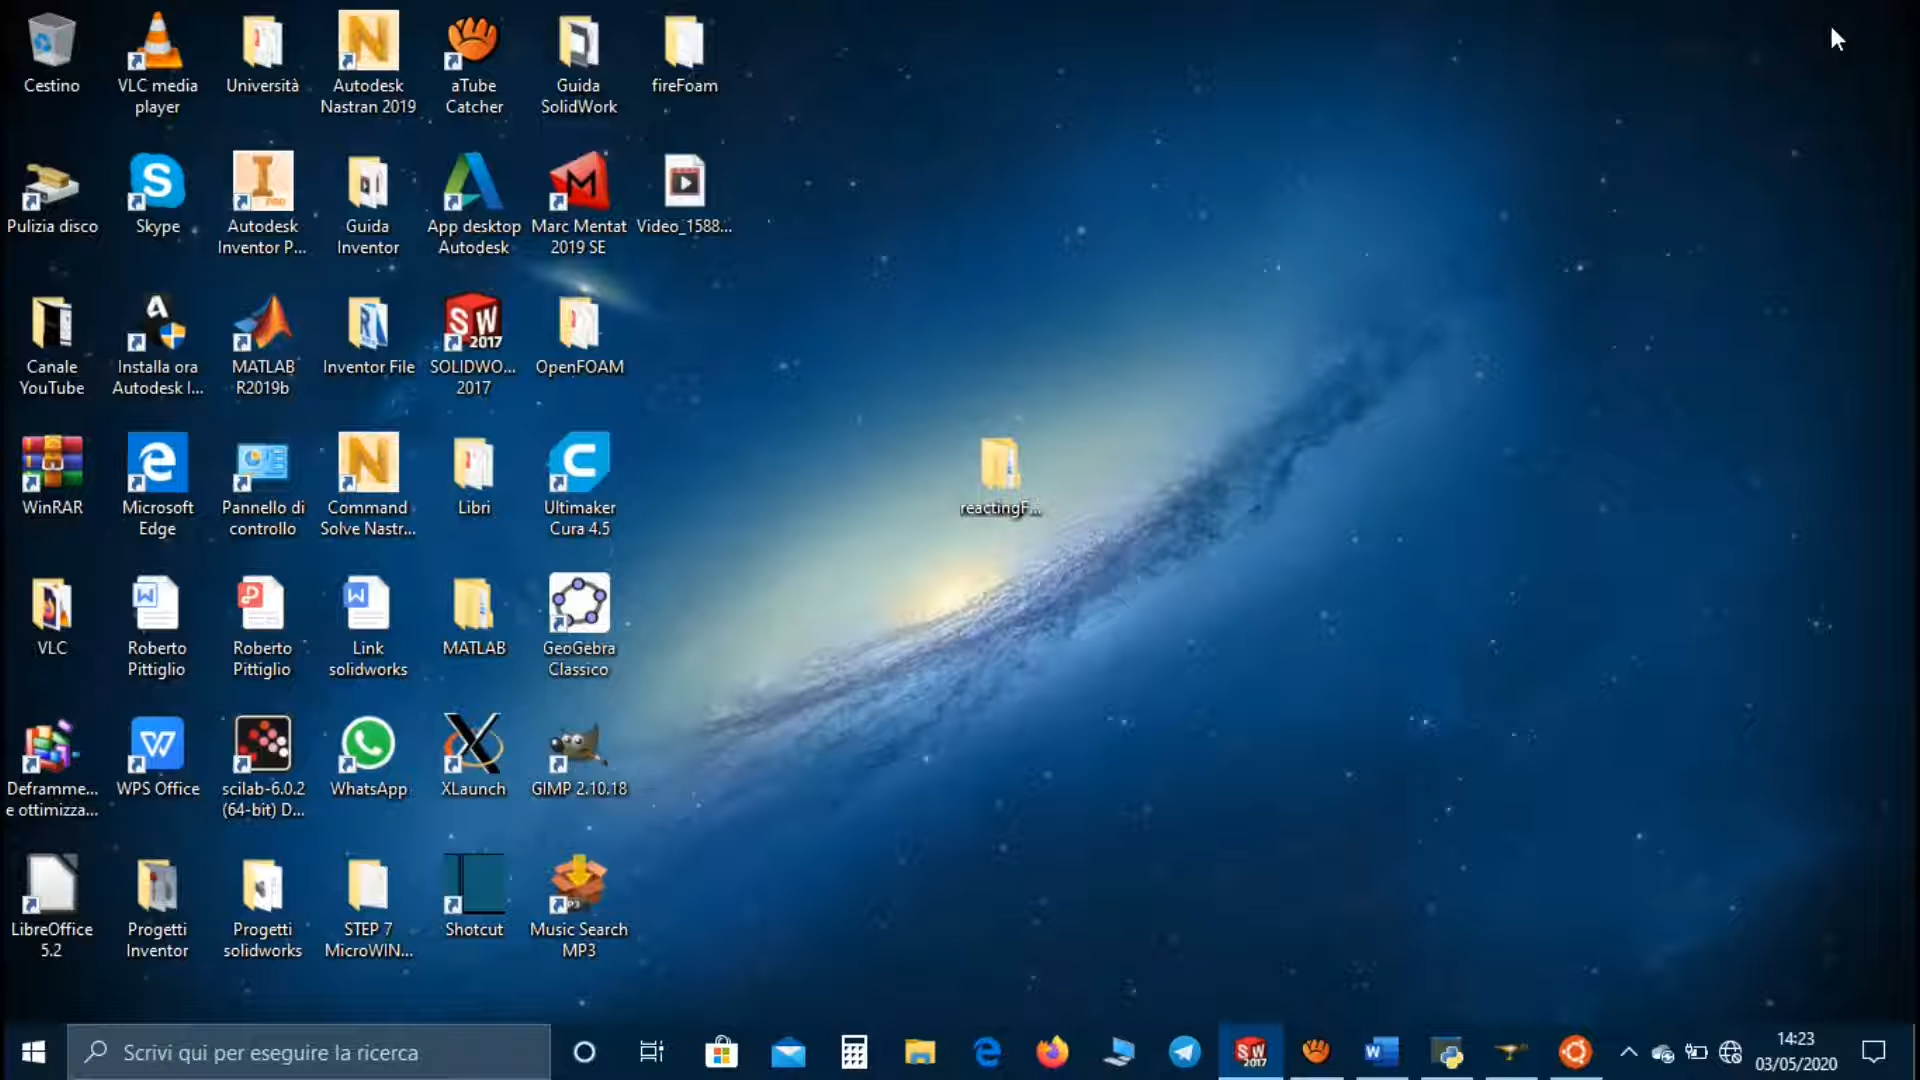 Cestino
VLC media
player
Università
Autodesk
Nastran 2019
aTube
Catcher
Guida
SolidWork
fireFoam
Pulizia disco
Skype
Autodesk
Inventor P...
Guida
Inventor
App desktop
Autodesk
Marc Mentat
2019 SE
Video_1588...
Canale
YouTube
Installa ora
Autodesk I...
MATLAB
R2019b
Inventor File
SOLIDWO...
2017
OpenFOAM
WinRAR
Microsoft
Edge
Pannello di
controllo
Command
Solve Nastr...
Libri
Ultimaker
Cura 4.5
reactingF...
VLC
Roberto
Pittiglio
Roberto
Pittiglio
Link
solidworks
MATLAB
GeoGebra
Classico
Deframme...
e ottimizza...
WPS Office
scilab-6.0.2
(64-bit) D...
WhatsApp
XLaunch
GIMP 2.10.18
LibreOffice
5.2
Progetti
Inventor
Progetti
solidworks
STEP 7
MicroWIN...
Shotcut
Music Search
MP3
Scrivi qui per eseguire la ricerca
14:23
03/05/2020